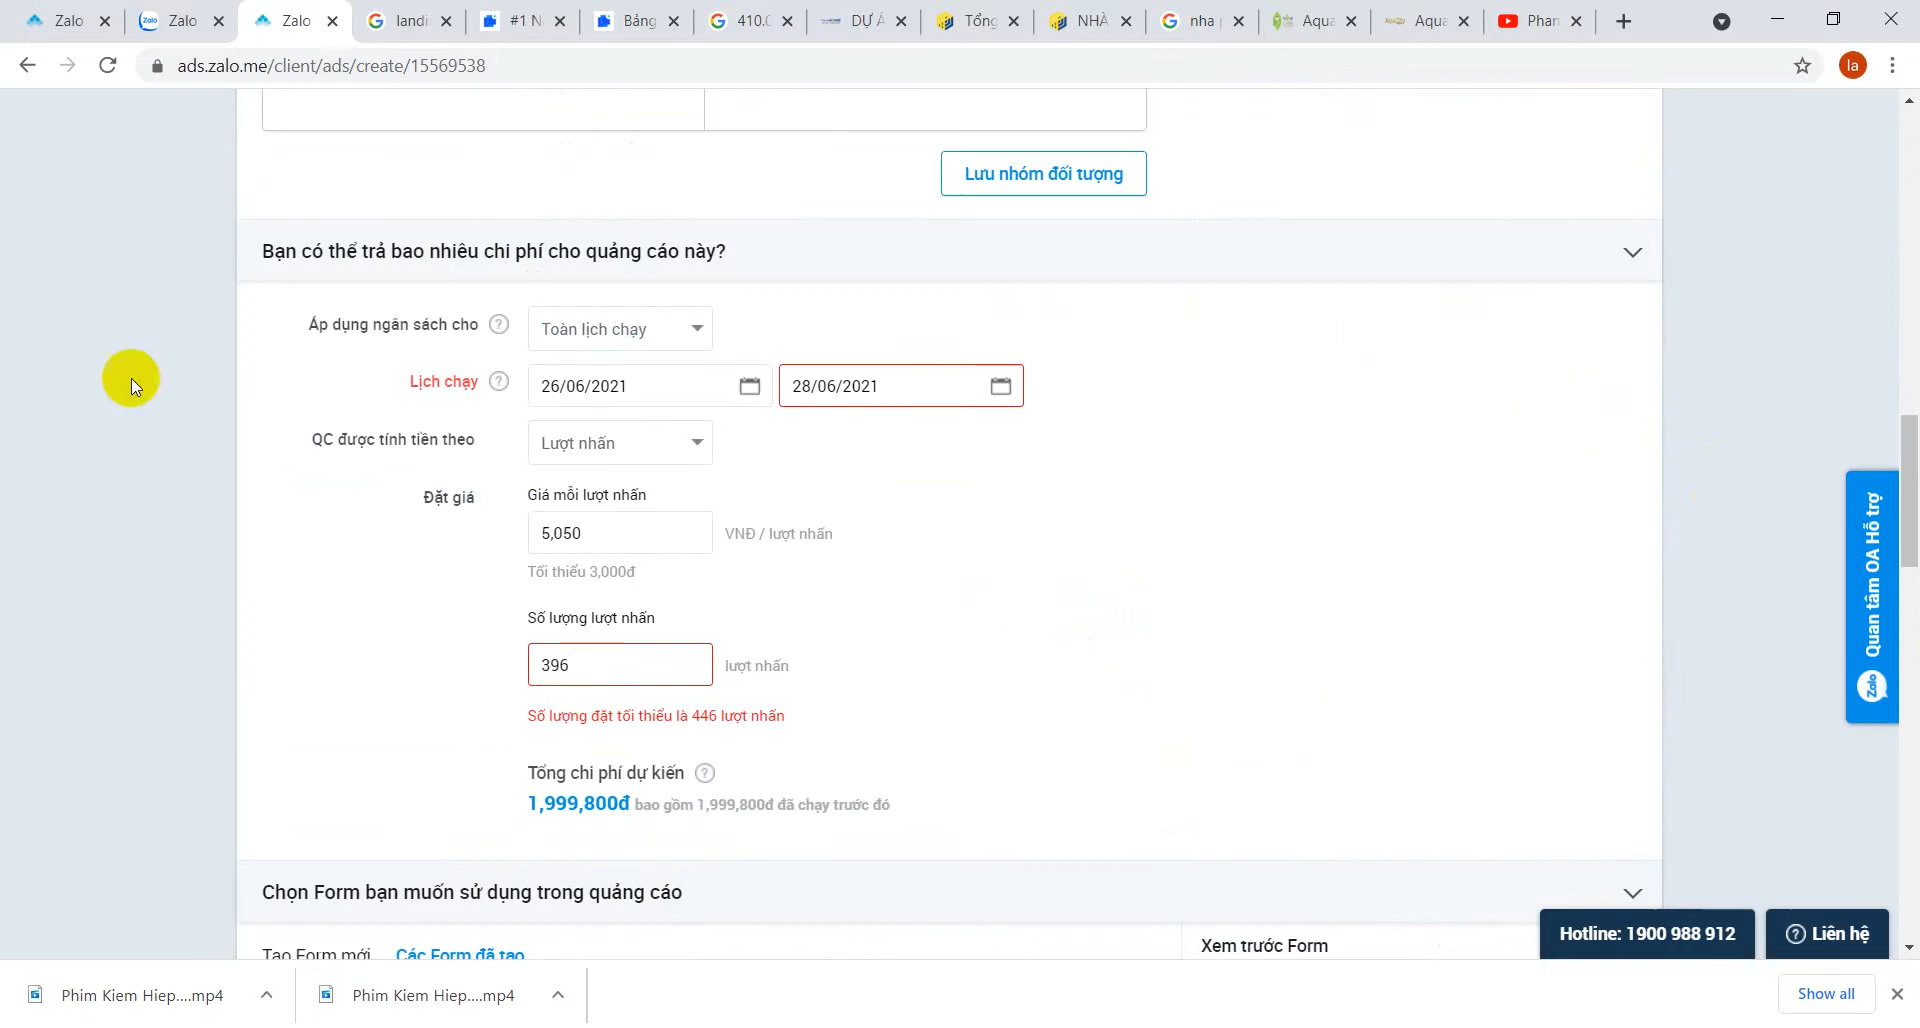 Zalo
Zalo
Zalo
landi
#1 N
Bảng
410.0
DỰ Á
Tổng
NHÀ
nha
Aqua
Aqua
Phan
ads.zalo.me/client/ads/create/15569538
la
Lưu nhóm đối tượng
Bạn có thể trả bao nhiêu chi phí cho quảng cáo này?
Áp dụng ngân sách cho ?
Toàn lịch chạy
Lịch chạy ?
26/06/2021
28/06/2021
QC được tính tiền theo
Lượt nhấn
Đặt giá
Giá mỗi lượt nhấn
5,050
VNĐ / lượt nhấn
Tối thiểu 3,000đ
Số lượng lượt nhấn
396
lượt nhấn
Số lượng đặt tối thiểu là 446 lượt nhấn
Tổng chi phí dự kiến ?
1,999,800đ bao gồm 1,999,800đ đã chạy trước đó
Quan tâm OA Hỗ trợ
Zalo
Chọn Form bạn muốn sử dụng trong quảng cáo
Tạo Form mới
Các Form đã tạo
Xem trước Form
Hotline: 1900 988 912
? Liên hệ
Phim Kiem Hiep....mp4
Phim Kiem Hiep....mp4
Show all